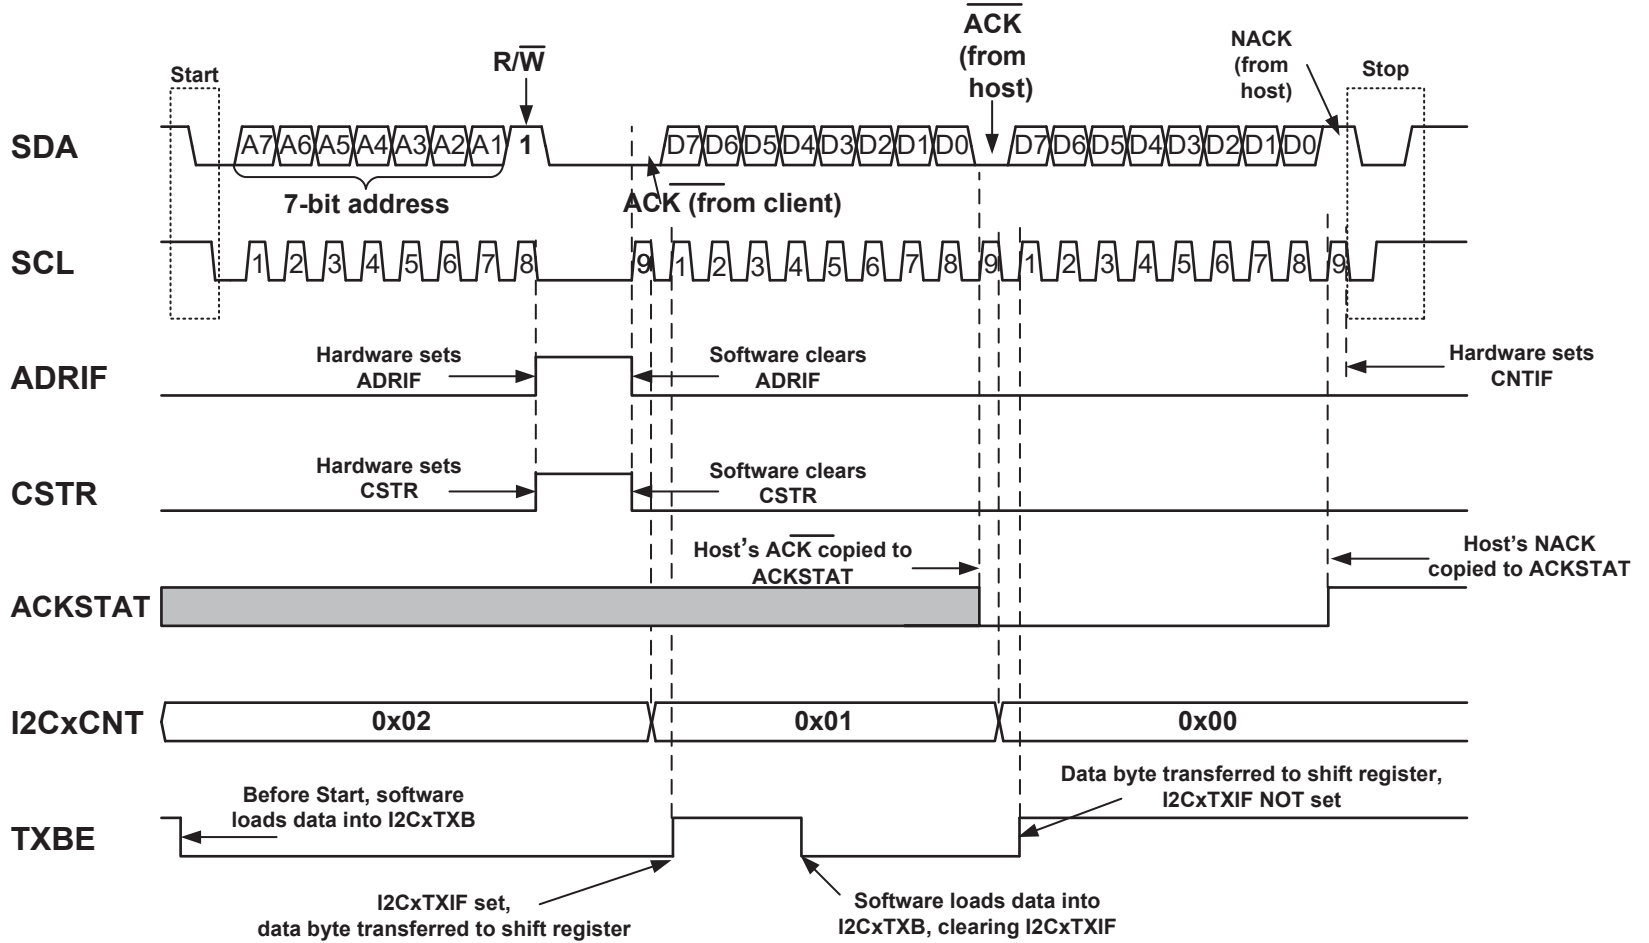 Start
R/W
ACK
(from
host)
NACK
(from
host)
Stop
SDA
A7 A6 A5 A4 A3 A2 A1 1
D7 D6 D5 D4 D3 D2 D1 D0
D7 D6 D5 D4 D3 D2 D1 D0
7-bit address
ACK (from client)
SCL
1 2 3 4 5 6 7 8 9 1 2 3 4 5 6 7 8 9 1 2 3 4 5 6 7 8 9
ADRIF
Hardware sets
ADRIF
Software clears
ADRIF
Hardware sets
CNTIF
CSTR
Hardware sets
CSTR
Software clears
CSTR
ACKSTAT
Host's ACK copied to
ACKSTAT
Host's NACK
copied to ACKSTAT
I2CxCNT
0x02
0x01
0x00
TXBE
Before Start, software
loads data into I2CxTXB
Data byte transferred to shift register,
I2CxTXIF NOT set
I2CxTXIF set,
data byte transferred to shift register
Software loads data into
I2CxTXB, clearing I2CxTXIF